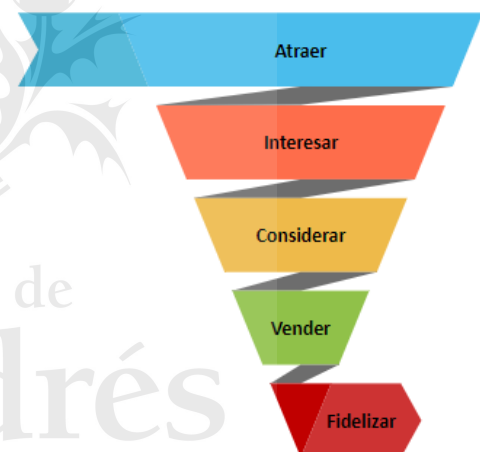 Atraer
Interesar
Considerar
de
Vender
drés
Fidelizar